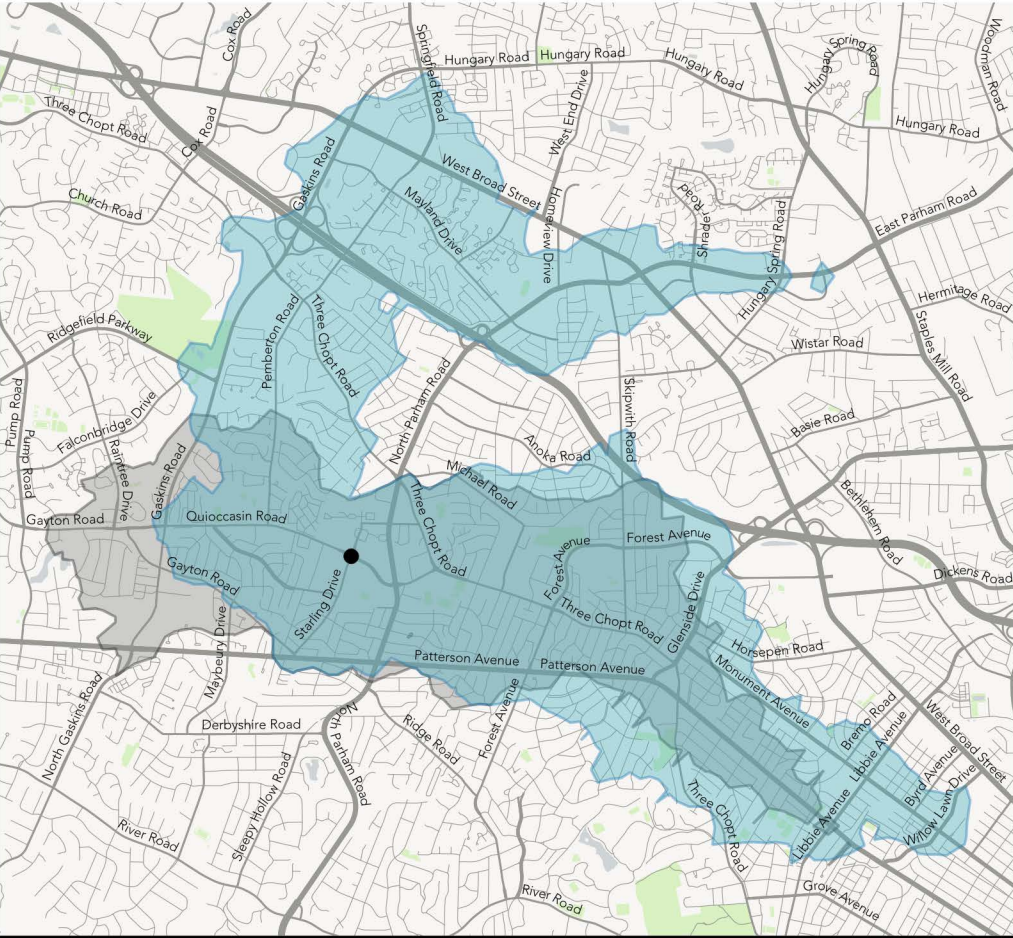 Cox Road
Springfield Road
Hungary Road
Hungary Road
Hungary Road
Hungary Spring Road
Woodman Road
Three Chopt Road
Cox Road
West End Drive
Hungary Road
Church Road
Gaskins Road
West Broad Street
Mayland Drive
Homeview Drive
Shrader Road
Hungary Spring Road
East Parham Road
Hermitage Road
Ridgefield Parkway
Pemberton Road
Three Chopt Road
Wistar Road
Staples Mill Road
Pump Road
Pump Road
Falconbridge Drive
Raintree Drive
North Parham Road
Skipwith Road
Basie Road
Gaskins Road
Anoka Road
Michael Road
Bethlehem Road
Gayton Road
Quioccasin Road
Three Chopt Road
Forest Avenue
Forest Avenue
Dickens Road
Gayton Road
Starling Drive
Three Chopt Road
Glenside Drive
Maybeury Drive
Patterson Avenue
Patterson Avenue
Horsepen Road
Monument Avenue
North Gaskins Road
Derbyshire Road
North Parham Road
Ridge Road
Forest Avenue
Bremo Road
Libbie Avenue
West Broad Street
Byrd Avenue
Willow Lawn Drive
River Road
Sleepy Hollow Road
Three Chopt Road
Libbie Avenue
River Road
Grove Avenue